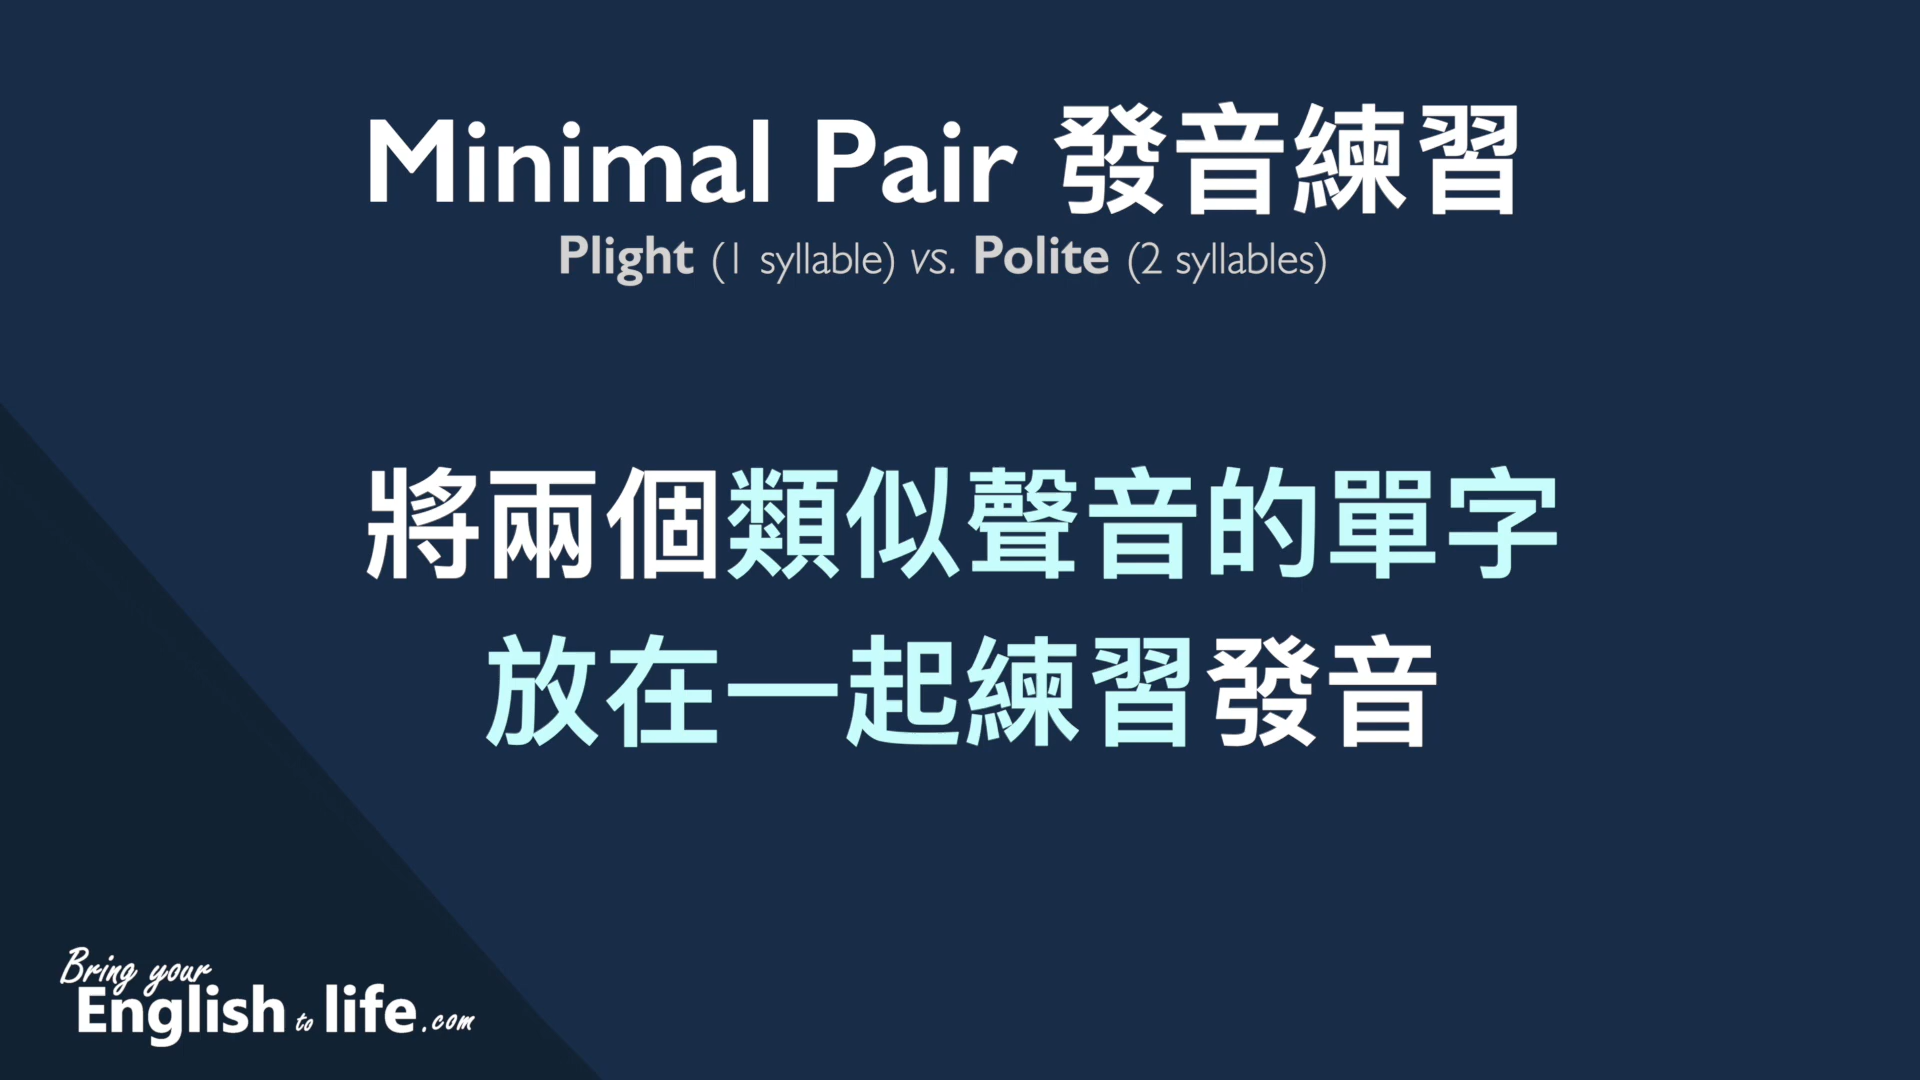 Minimal Pair 發音練習
Plight (1 syllable) vs. Polite (2 syllables)
將兩個類似聲音的單字
放在一起練習發音
Bring your
English to life.com